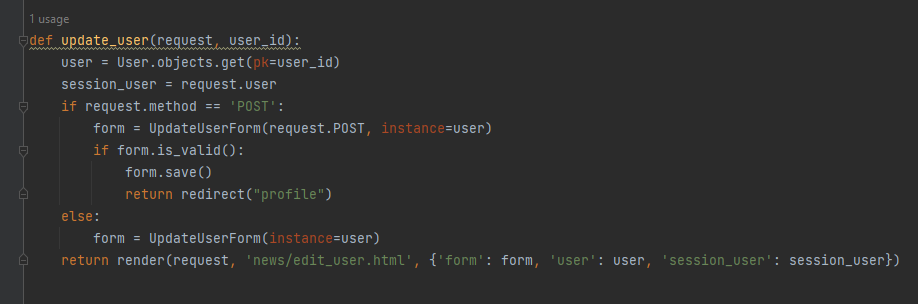 1 usage
def update_user(request, user_id):
    user = User.objects.get(pk=user_id)
    session_user = request.user
    if request.method == 'POST':
        form = UpdateUserForm(request.POST, instance=user)
        if form.is_valid():
            form.save()
            return redirect("profile")
    else:
        form = UpdateUserForm(instance=user)
    return render(request, 'news/edit_user.html', {'form': form, 'user': user, 'session_user': session_user})